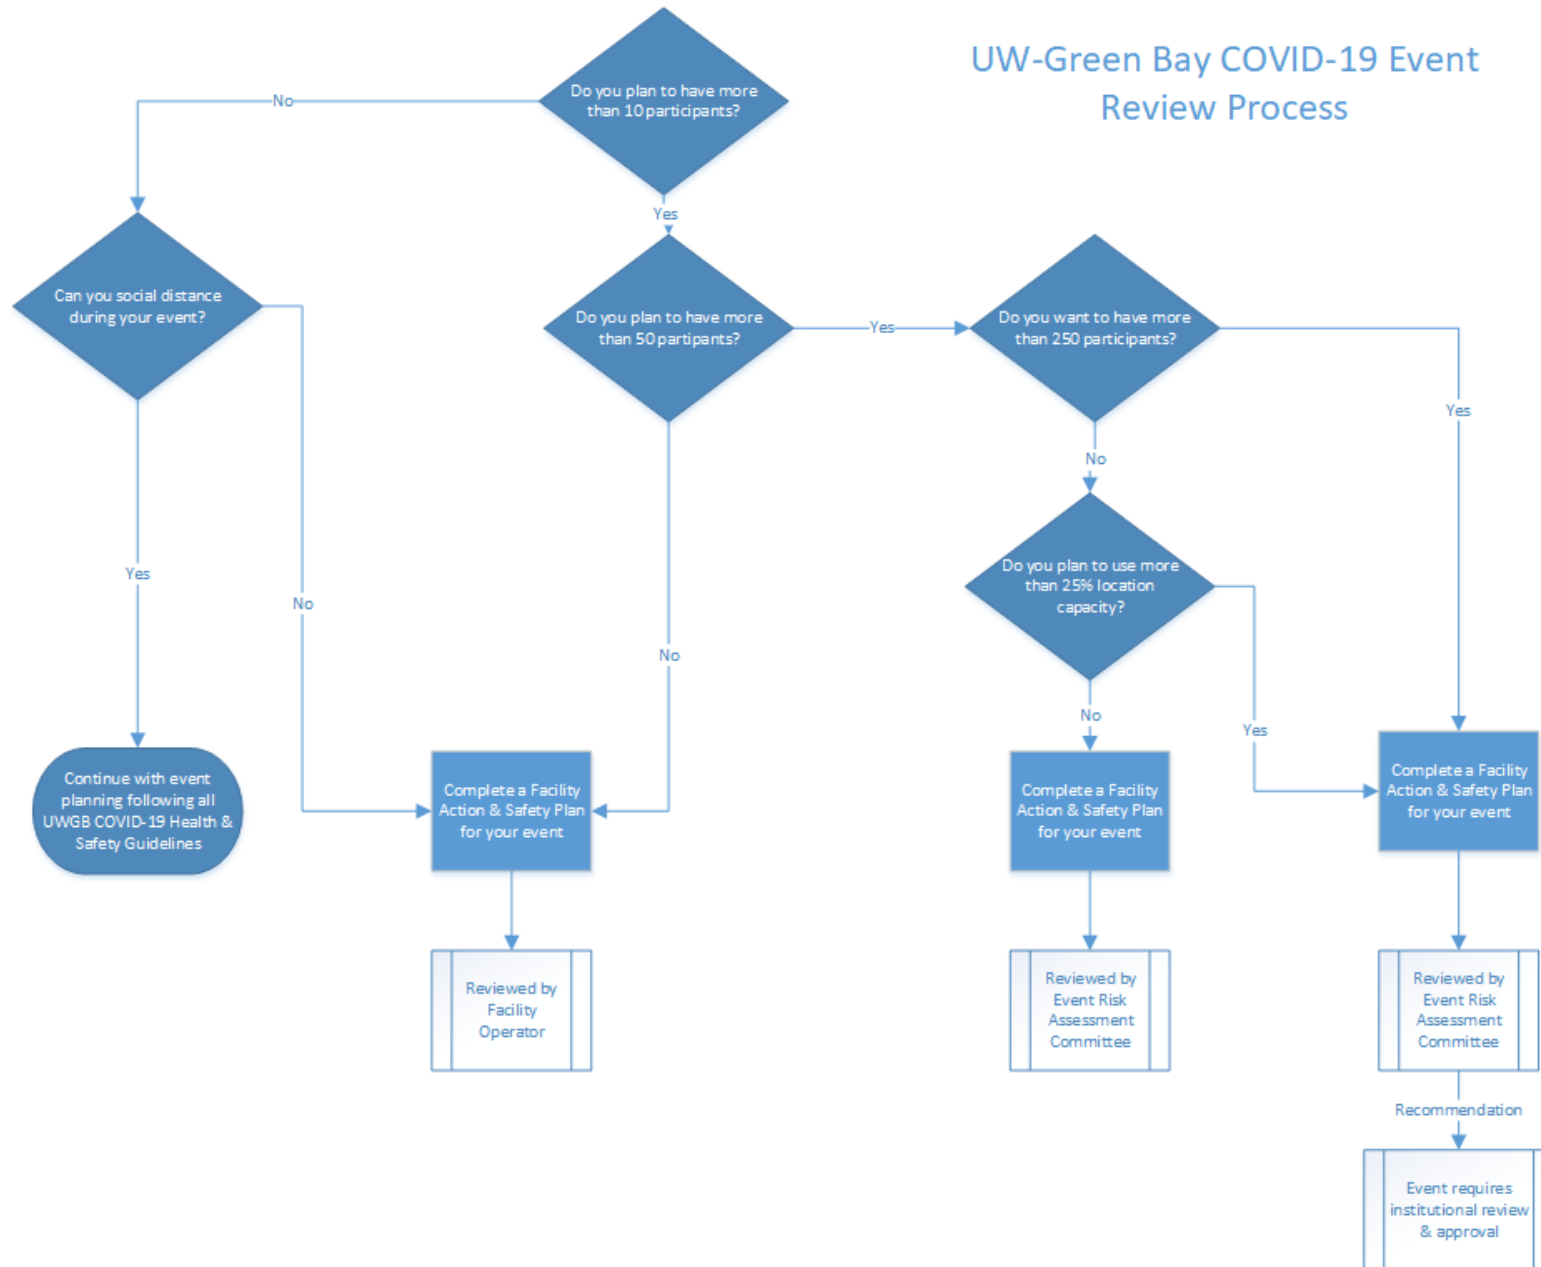 UW-Green Bay COVID-19 Event
Review Process
Do you plan to have more
than 10 participants?
No
Yes
Can you social distance
during your event?
Do you plan to have more
than 50 partipants?
Yes
Do you want to have more
than 250 participants?
Yes
No
Do you plan to use more
than 25% location
capacity?
Yes
No
No
No
Yes
Continue with event
planning following all
UWGB COVID-19 Health &
Safety Guidelines
Complete a Facility
Action & Safety Plan
for your event
Complete a Facility
Action & Safety Plan
for your event
Complete a Facility
Action & Safety Plan
for your event
Reviewed by
Facility
Operator
Reviewed by
Event Risk
Assessment
Committee
Reviewed by
Event Risk
Assessment
Committee
Recommendation
Event requires
institutional review
& approval